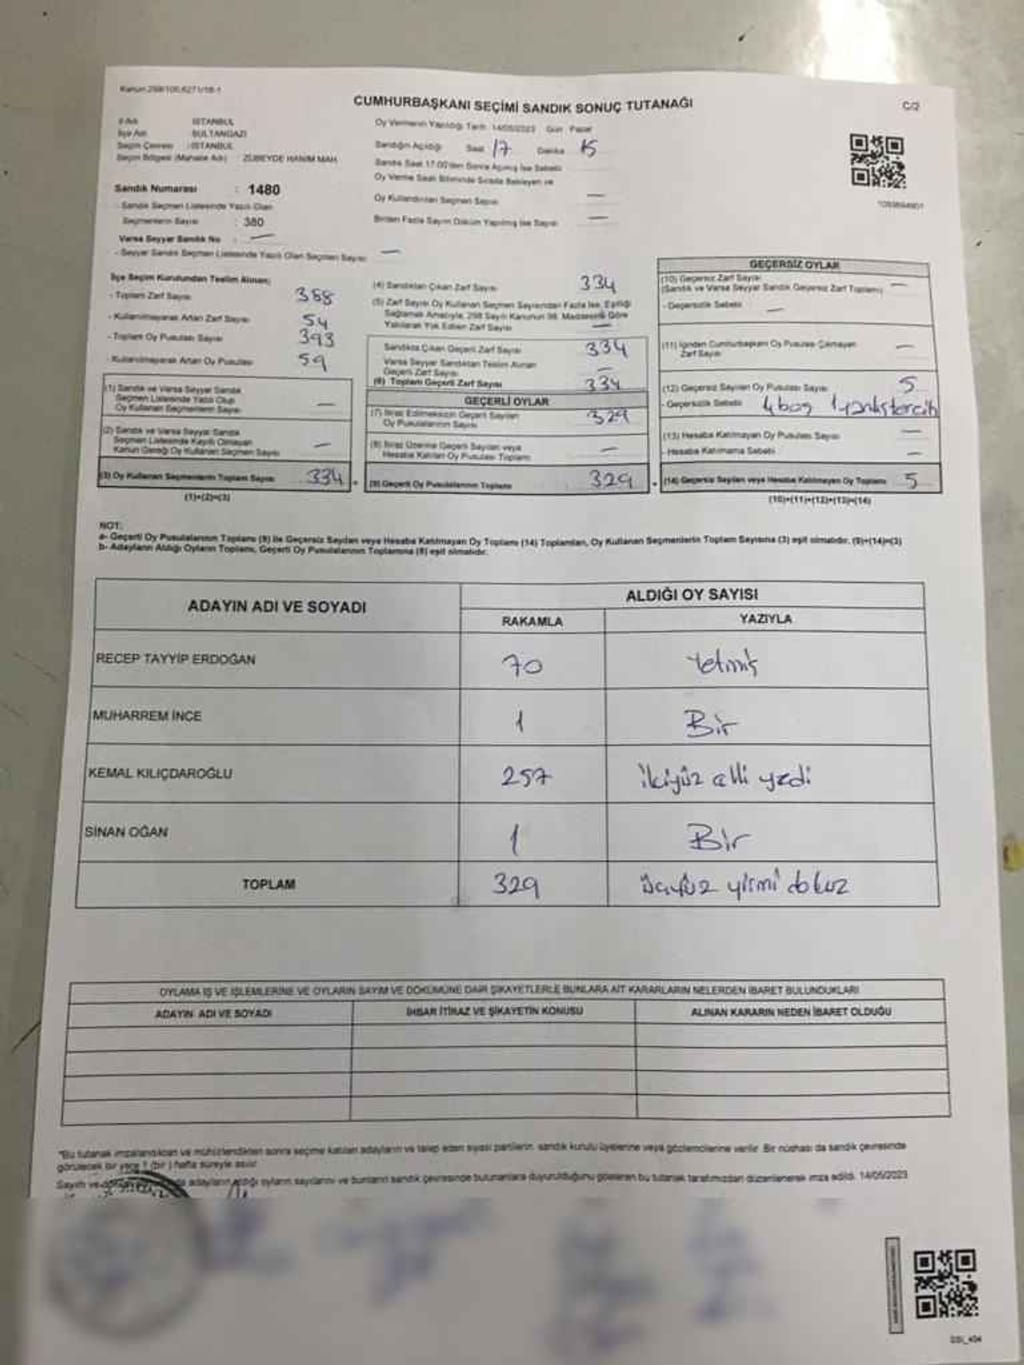 Kanun:298/106,6271/18-1
CUMHURBAŞKANI SEÇİMİ SANDIK SONUÇ TUTANAĞI
C/2
İl Adı : İSTANBUL
İlçe Adı : SULTANGAZİ
Seçim Çevresi : İSTANBUL
Seçim Bölgesi (Mahalle Adı) : ZÜBEYDE HANIM MAH.
Sandık Numarası : 1480
- Sandık Seçmen Listesinde Yazılı Olan
Seçmenlerin Sayısı : 380
Varsa Seyyar Sandık No : —
- Seyyar Sandık Seçmen Listesinde Yazılı Olan Seçmen Sayısı —
Oy Vermenin Yapıldığı Tarih: 14/05/2023 Gün: Pazar
Sandığın Açıldığı Saat 17 Dakika 15
Sandık Saat 17:00'den Sonra Açılmış İse Sebebi
Oy Verme Saati Bitiminde Sırada Bekleyen ve
Oy Kullandırılan Seçmen Sayısı —
Birden Fazla Sayım Döküm Yapılmış İse Sayısı —
İlçe Seçim Kurulundan Teslim Alınan;
- Toplam Zarf Sayısı 388
- Kullanılmayarak Artan Zarf Sayısı 54
- Toplam Oy Pusulası Sayısı 393
- Kullanılmayarak Artan Oy Pusulası 59
(1) Sandık ve Varsa Seyyar Sandık
Seçmen Listesinde Yazılı Olup
Oy Kullanan Seçmenlerin Sayısı —
(2) Sandık ve Varsa Seyyar Sandık
Seçmen Listesinde Kayıtlı Olmayan
Kanun Gereği Oy Kullanan Seçmen Sayısı —
(3) Oy Kullanan Seçmenlerin Toplam Sayısı 334
(1)+(2)=(3)
(4) Sandıktan Çıkan Zarf Sayısı 334
(5) Zarf Sayısı Oy Kullanan Seçmen Sayısından Fazla İse, Eşitliği
Sağlamak Amacıyla, 298 Sayılı Kanunun 98. Maddesine Göre
Yakılarak Yok Edilen Zarf Sayısı —
Sandıkta Çıkan Geçerli Zarf Sayısı 334
Varsa Seyyar Sandıktan Teslim Alınan
Geçerli Zarf Sayısı —
(6) Toplam Geçerli Zarf Sayısı 334
GEÇERLİ OYLAR
(7) İtiraz Edilmeksizin Geçerli Sayılan
Oy Pusulalarının Sayısı 329
(8) İtiraz Üzerine Geçerli Sayılan veya
Hesaba Katılan Oy Pusulası Toplamı —
(9) Geçerli Oy Pusulalarının Toplamı 329
GEÇERSİZ OYLAR
(10) Geçersiz Zarf Sayısı
(Sandık ve Varsa Seyyar Sandık Geçersiz Zarf Toplamı) —
- Geçersizlik Sebebi —
(11) İçinden Cumhurbaşkanı Oy Pusulası Çıkmayan
Zarf Sayısı —
(12) Geçersiz Sayılan Oy Pusulası Sayısı 5
- Geçersizlik Sebebi 4 boş 1 yanlış tercih
(13) Hesaba Katılmayan Oy Pusulası Sayısı —
- Hesaba Katılmama Sebebi —
(14) Geçersiz Sayılan veya Hesaba Katılmayan Oy Toplamı 5
(10)+(11)+(12)+(13)=(14)
NOT:
a- Geçerli Oy Pusulalarının Toplamı (9) ile Geçersiz Sayılan veya Hesaba Katılmayan Oy Toplamı (14) Toplamları, Oy Kullanan Seçmenlerin Toplam Sayısına (3) eşit olmalıdır. (9)+(14)=(3)
b- Adayların Aldığı Oyların Toplamı, Geçerli Oy Pusulalarının Toplamına (9) eşit olmalıdır.
ADAYIN ADI VE SOYADI
ALDIĞI OY SAYISI
RAKAMLA YAZIYLA
RECEP TAYYİP ERDOĞAN 70 Yetmiş
MUHARREM İNCE 1 Bir
KEMAL KILIÇDAROĞLU 257 ikiyüz elli yedi
SİNAN OĞAN 1 Bir
TOPLAM 329 üçyüz yirmi dokuz
OYLAMA İŞ VE İŞLEMLERİNE VE OYLARIN SAYIM VE DÖKÜMÜNE DAİR ŞİKAYETLERLE BUNLARA AİT KARARLARIN NELERDEN İBARET BULUNDUKLARI
ADAYIN ADI VE SOYADI İHBAR İTİRAZ VE ŞİKAYETİN KONUSU ALINAN KARARIN NEDEN İBARET OLDUĞU
*Bu tutanak imzalandıktan ve mühürlendikten sonra seçime katılan adayların ve talep eden siyasi partilerin sandık kurulu üyelerine veya gözlemcilerine verilir. Bir nüshası da sandık çevresinde
görülecek bir yere 1 (bir) hafta süreyle asılır.
Sayım ve adayların aldığı oyların sayılarını ve bunların sandık çevresinde bulunanlara duyurulduğunu gösteren bu tutanak tarafımızdan düzenlenerek imza edildi. 14/05/2023